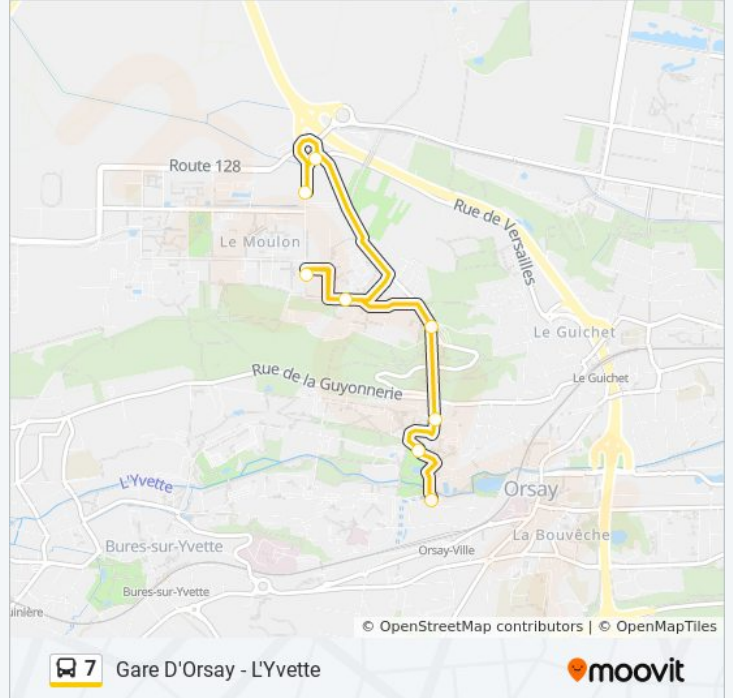 Route 128
Rue de Versailles
Le Moulon
Le Guichet
Rue de la Guyonnerie
Le Guichet
L'Yvette
Orsay
La Bouvêche
Bures-sur-Yvette
Orsay-Ville
Bures-sur-Yvette
uinière
© OpenStreetMap contributors | © OpenMapTiles
7 Gare D'Orsay - L'Yvette
moovit